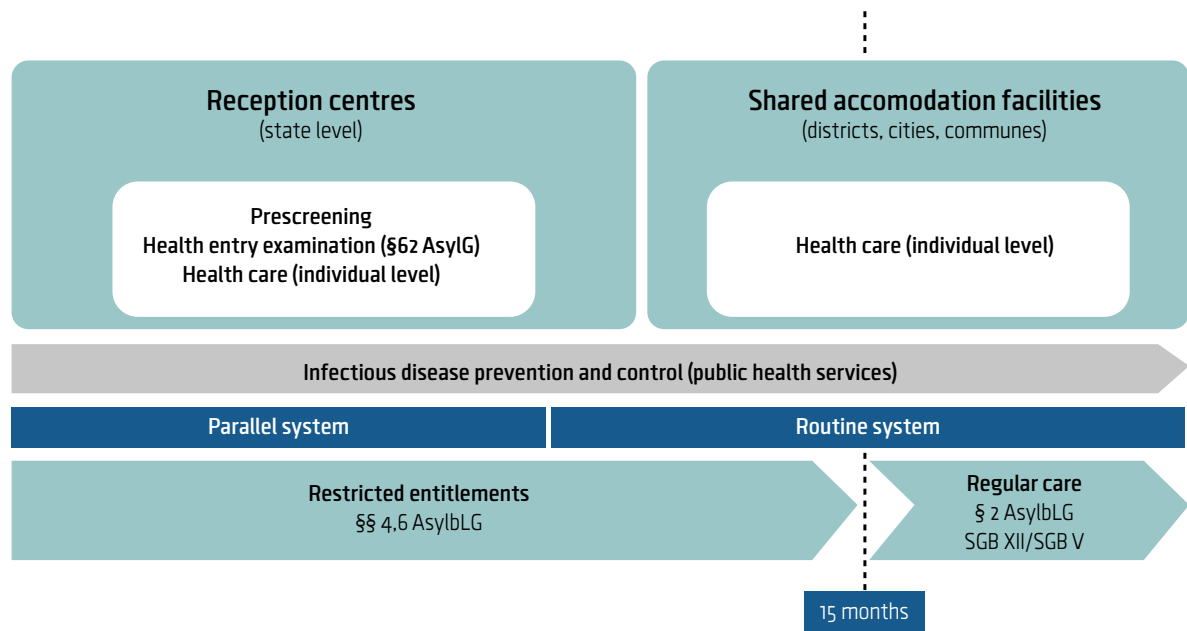 Reception centres
(state level)
Prescreening
Health entry examination (§62 AsylG)
Health care (individual level)
Shared accomodation facilities
(districts, cities, communes)
Health care (individual level)
Infectious disease prevention and control (public health services)
Parallel system
Routine system
Restricted entitlements
§§ 4,6 AsylbLG
Regular care
§ 2 AsylbLG
SGB XII/SGB V
15 months